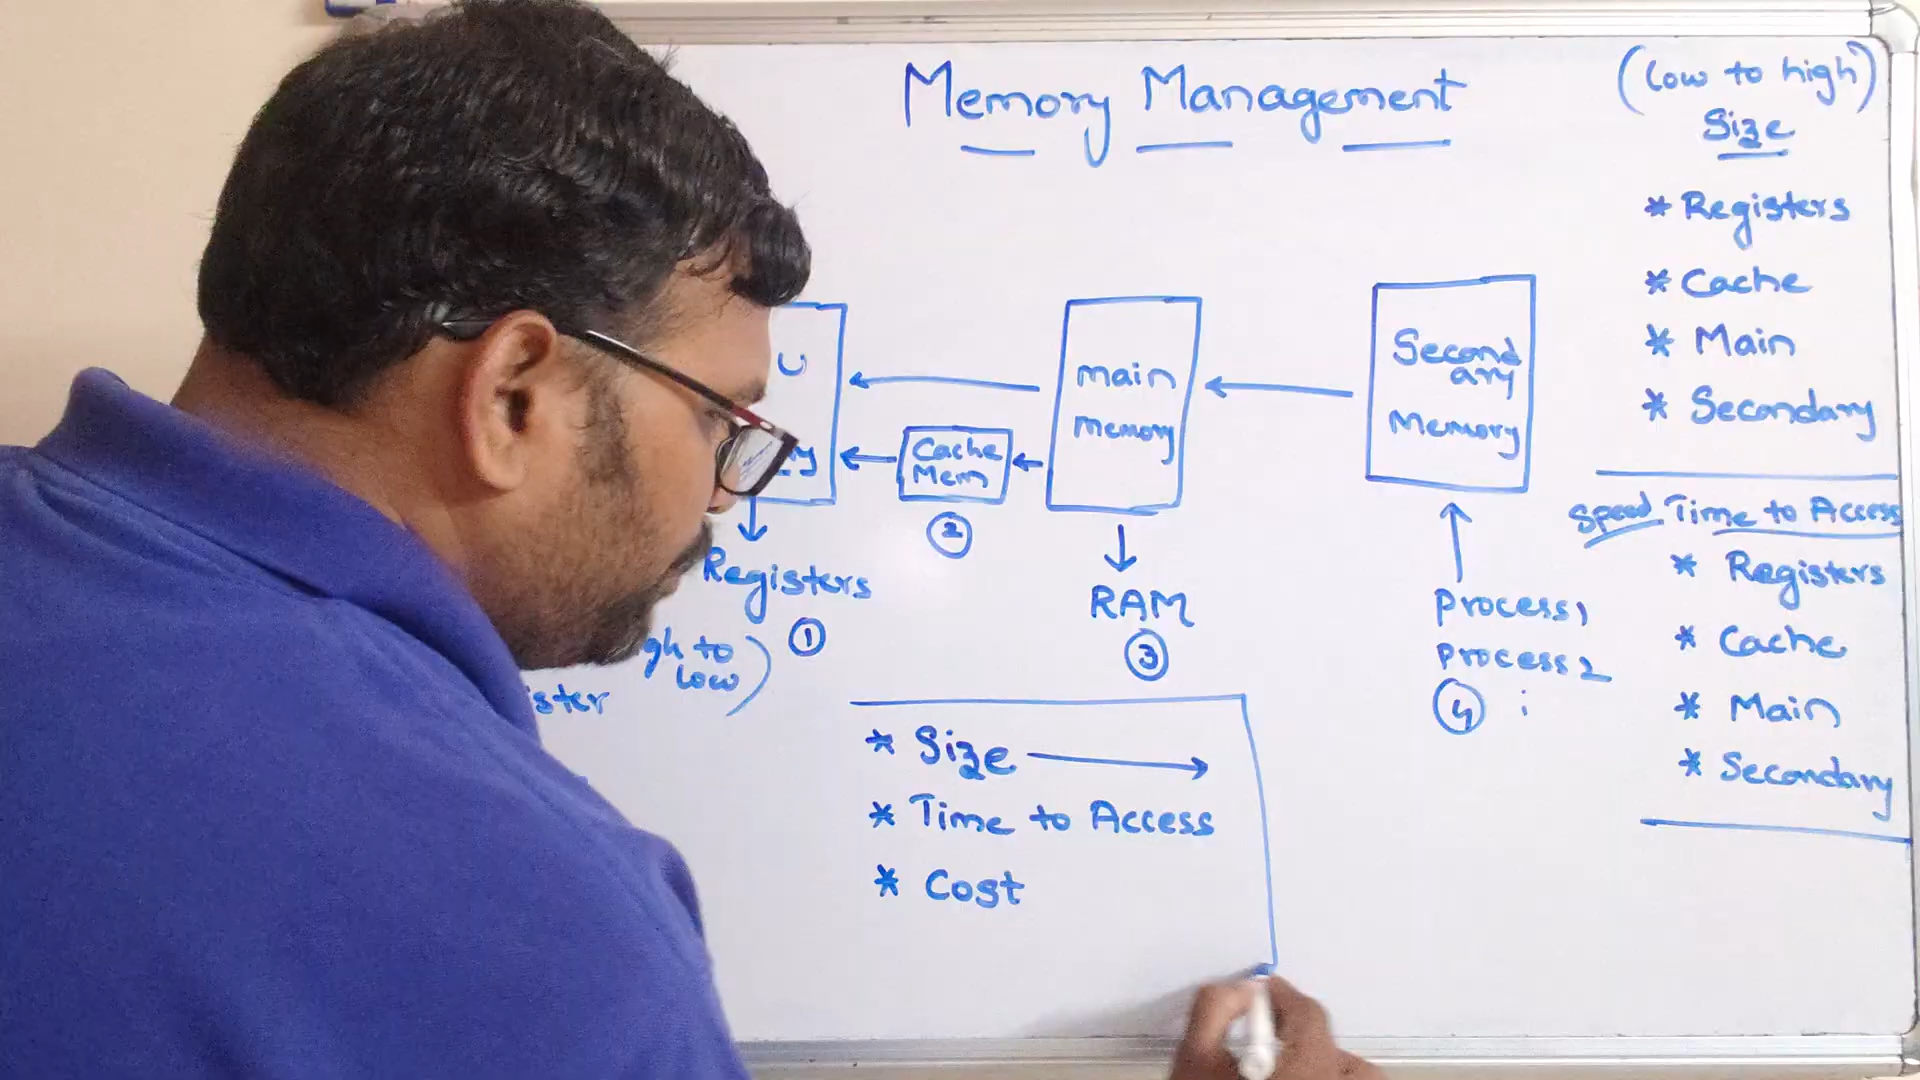 Memory Management
(low to high)
Size
* Registers
* Cache
* Main
* Secondary
Speed Time to Access
* Registers
* Cache
* Main
* Secondary
main
memory
Second
ary
Memory
Cache
Mem
②
Registers
①
RAM
③
process1
process2
④ :
low)
* Size
* Time to Access
* Cost